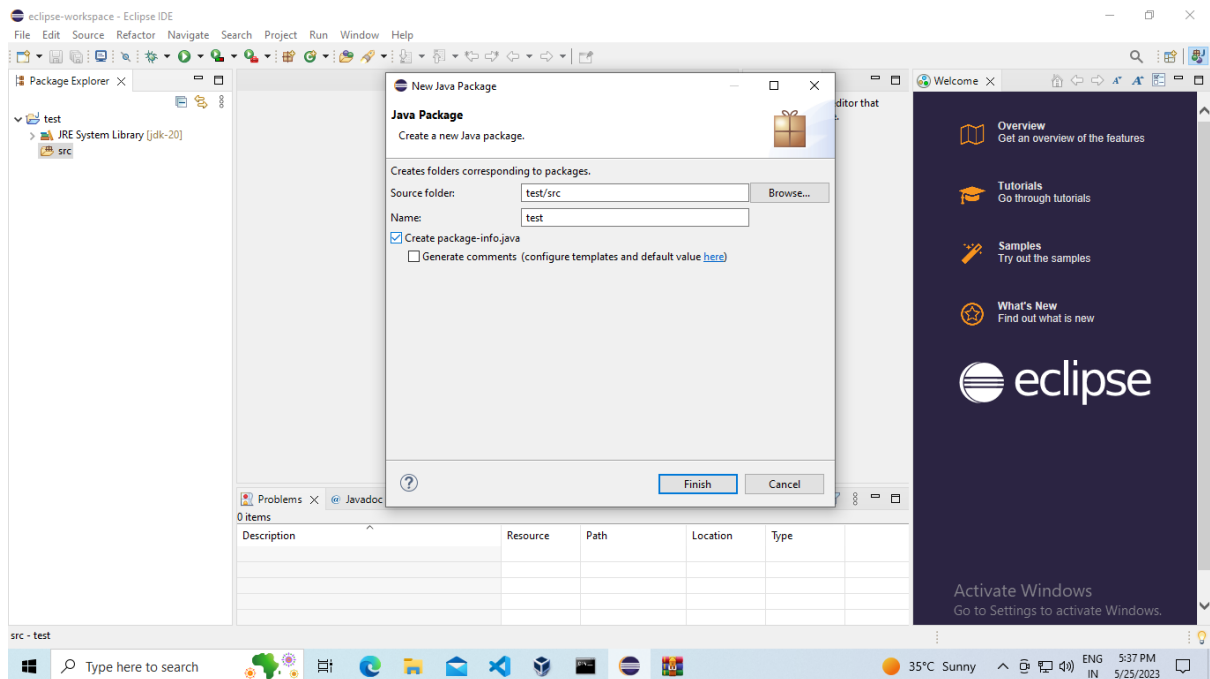 eclipse-workspace - Eclipse IDE
File Edit Source Refactor Navigate Search Project Run Window Help
Package Explorer
test
JRE System Library [jdk-20]
src
New Java Package
Java Package
Create a new Java package.
Creates folders corresponding to packages.
Source folder: test/src Browse...
Name: test
Create package-info.java
Generate comments (configure templates and default value here)
Finish Cancel
editor that
Welcome
Overview
Get an overview of the features
Tutorials
Go through tutorials
Samples
Try out the samples
What's New
Find out what is new
eclipse
Problems @ Javadoc
0 items
Description Resource Path Location Type
Activate Windows
Go to Settings to activate Windows.
src - test
Type here to search
35°C Sunny
ENG
IN
5:37 PM
5/25/2023